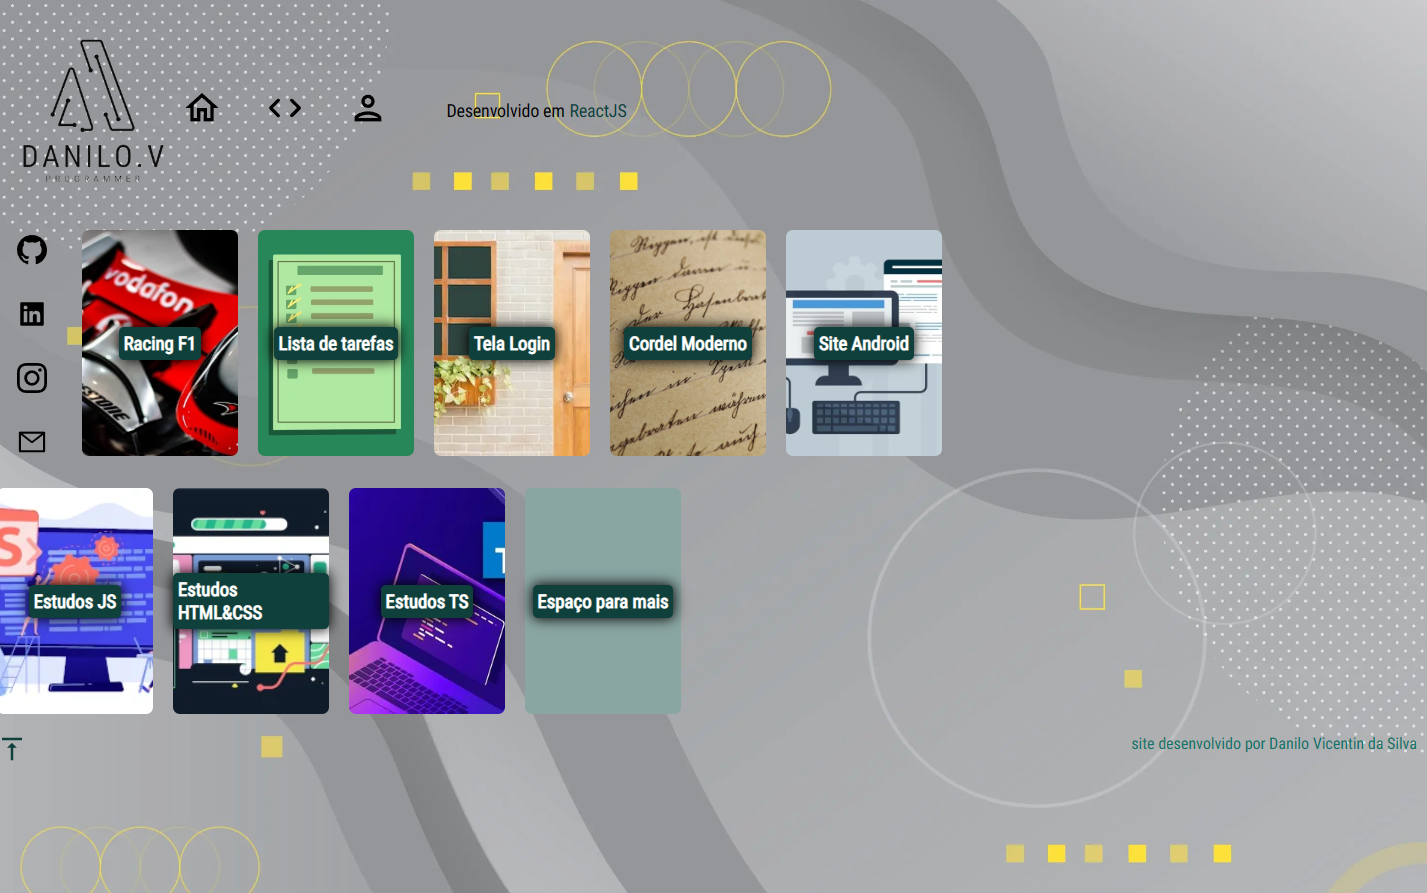 DANILO.V
PROGRAMMER
Desenvolvido em ReactJS
vodafone
Racing F1
Lista de tarefas
Tela Login
Cordel Moderno
Site Android
S
Estudos JS
Estudos
HTML&CSS
T
Estudos TS
Espaço para mais
site desenvolvido por Danilo Vicentin da Silva